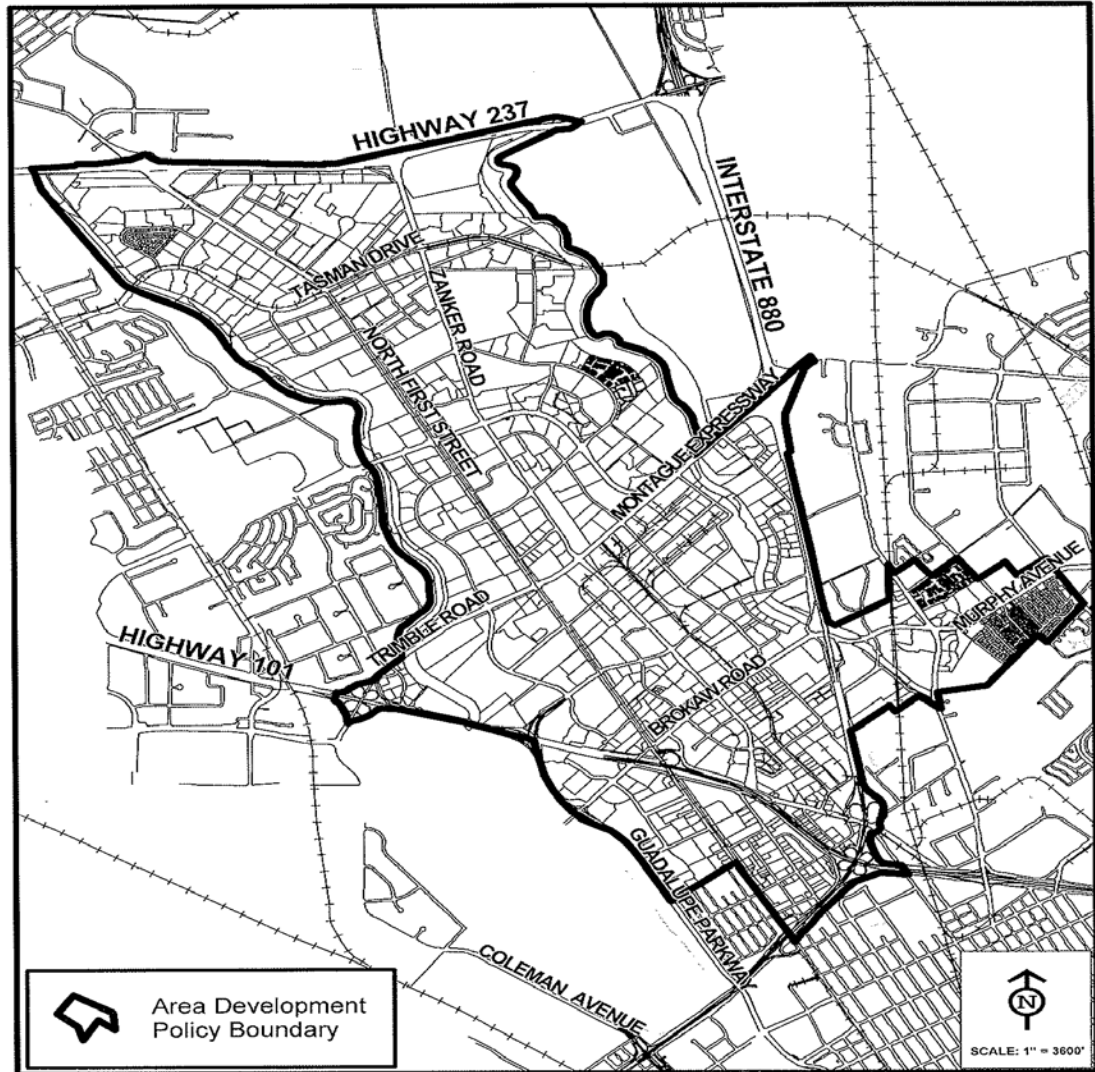 HIGHWAY 237
INTERSTATE 880
TASMAN DRIVE
ZANKER ROAD
NORTH FIRST STREET
MONTAGUE EXPRESSWAY
MURPHY AVENUE
TRIMBLE ROAD
HIGHWAY 101
BROKAW ROAD
GUADALUPE PARKWAY
COLEMAN AVENUE
Area Development
Policy Boundary
N
SCALE: 1" = 3600'